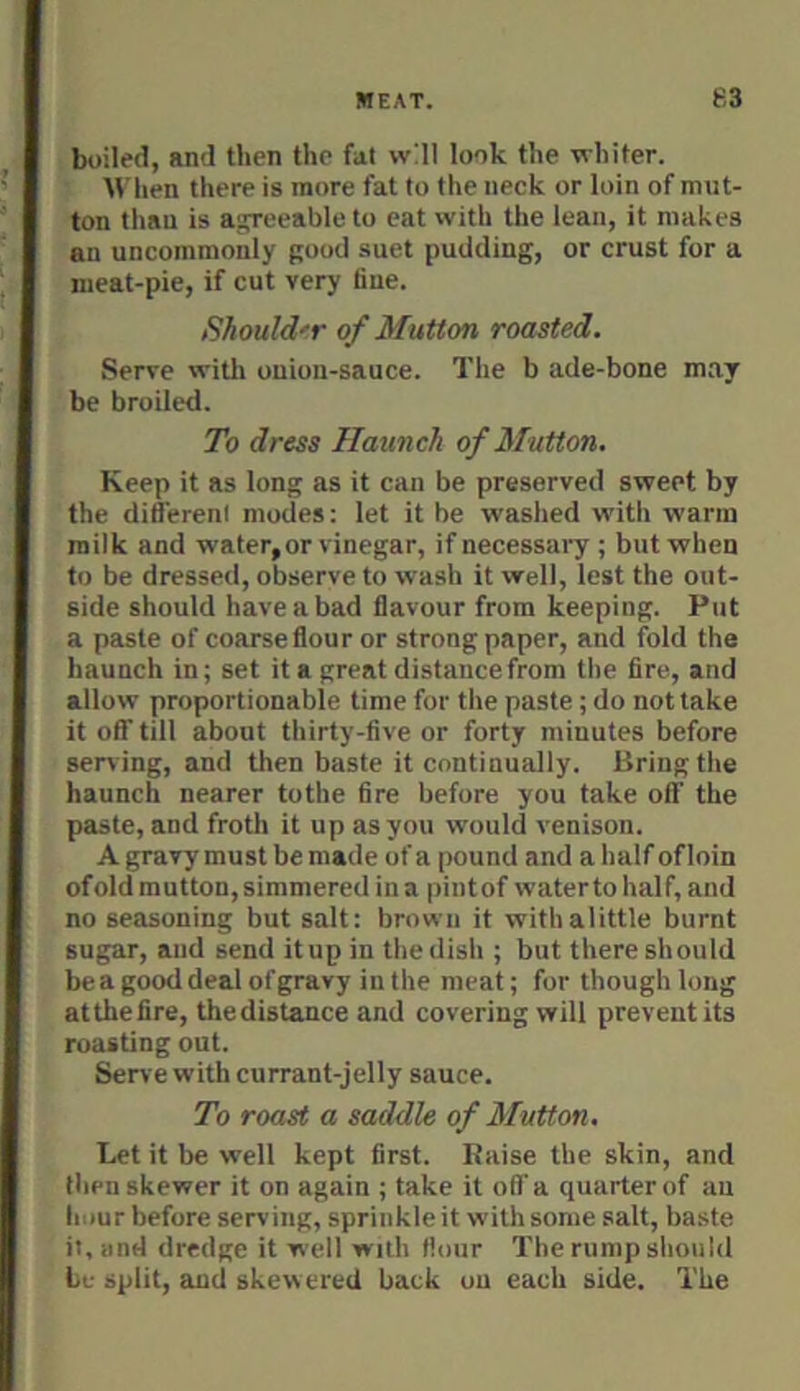 MEAT. 83
boiled, and then the fat will look the whiter.
When there is more fat to the neck or loin of mut-
ton than is agreeable to eat with the lean, it makes
an uncommonly good suet pudding, or crust for a
meat-pie, if cut very fine.
Shoulder of Mutton roasted.
Serve with onion-sauce. The b ade-bone may
be broiled.
To dress Haunch of Mutton.
Keep it as long as it can be preserved sweet by
the different modes: let it be washed with warm
milk and water, or vinegar, if necessary; but when
to be dressed, observe to wash it well, lest the out-
side should have a bad flavour from keeping. Put
a paste of coarse flour or strong paper, and fold the
haunch in; set it a great distance from the fire, and
allow proportionable time for the paste; do not take
it off till about thirty-five or forty minutes before
serving, and then baste it continually. Bring the
haunch nearer to the fire before you take off the
paste, and froth it up as you would venison.
A gravy must be made of a pound and a half of loin
of old mutton, simmered in a pint of water to half, and
no seasoning but salt: brown it with a little burnt
sugar, and send it up in the dish; but there should
be a good deal of gravy in the meat; for though long
at the fire, the distance and covering will prevent its
roasting out.
Serve with currant-jelly sauce.
To roast a saddle of Mutton.
Let it be well kept first. Raise the skin, and
then skewer it on again; take it off a quarter of an
hour before serving, sprinkle it with some salt, baste
it, and dredge it well with flour The rump should
be split, and skewered back on each side. The